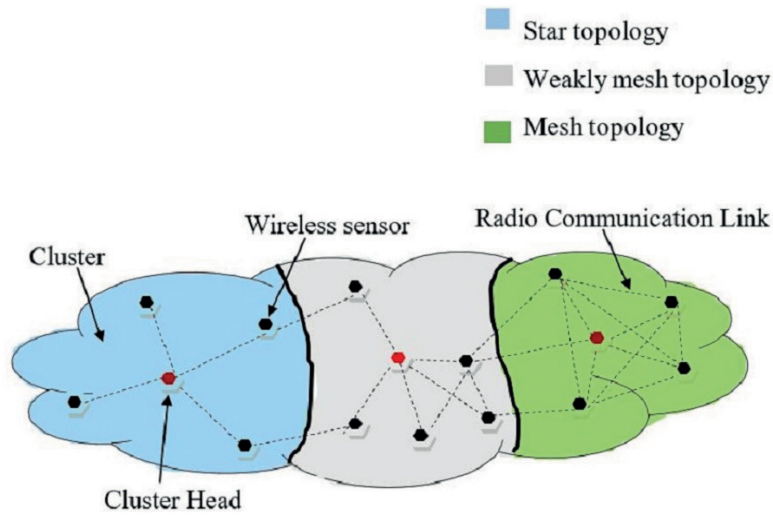 Star topology
Weakly mesh topology
Mesh topology
Wireless sensor
Radio Communication Link
Cluster
Cluster Head